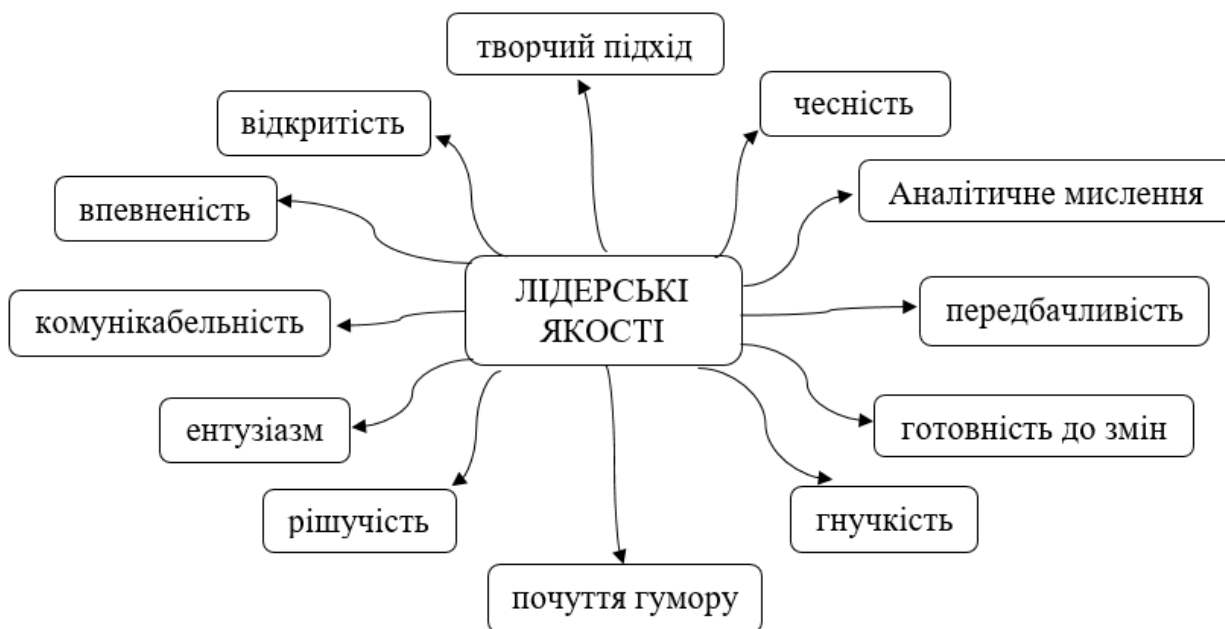 творчий підхід
чесність
відкритість
Аналітичне мислення
впевненість
ЛІДЕРСЬКІ
ЯКОСТІ
передбачливість
комунікабельність
готовність до змін
ентузіазм
гнучкість
рішучість
почуття гумору